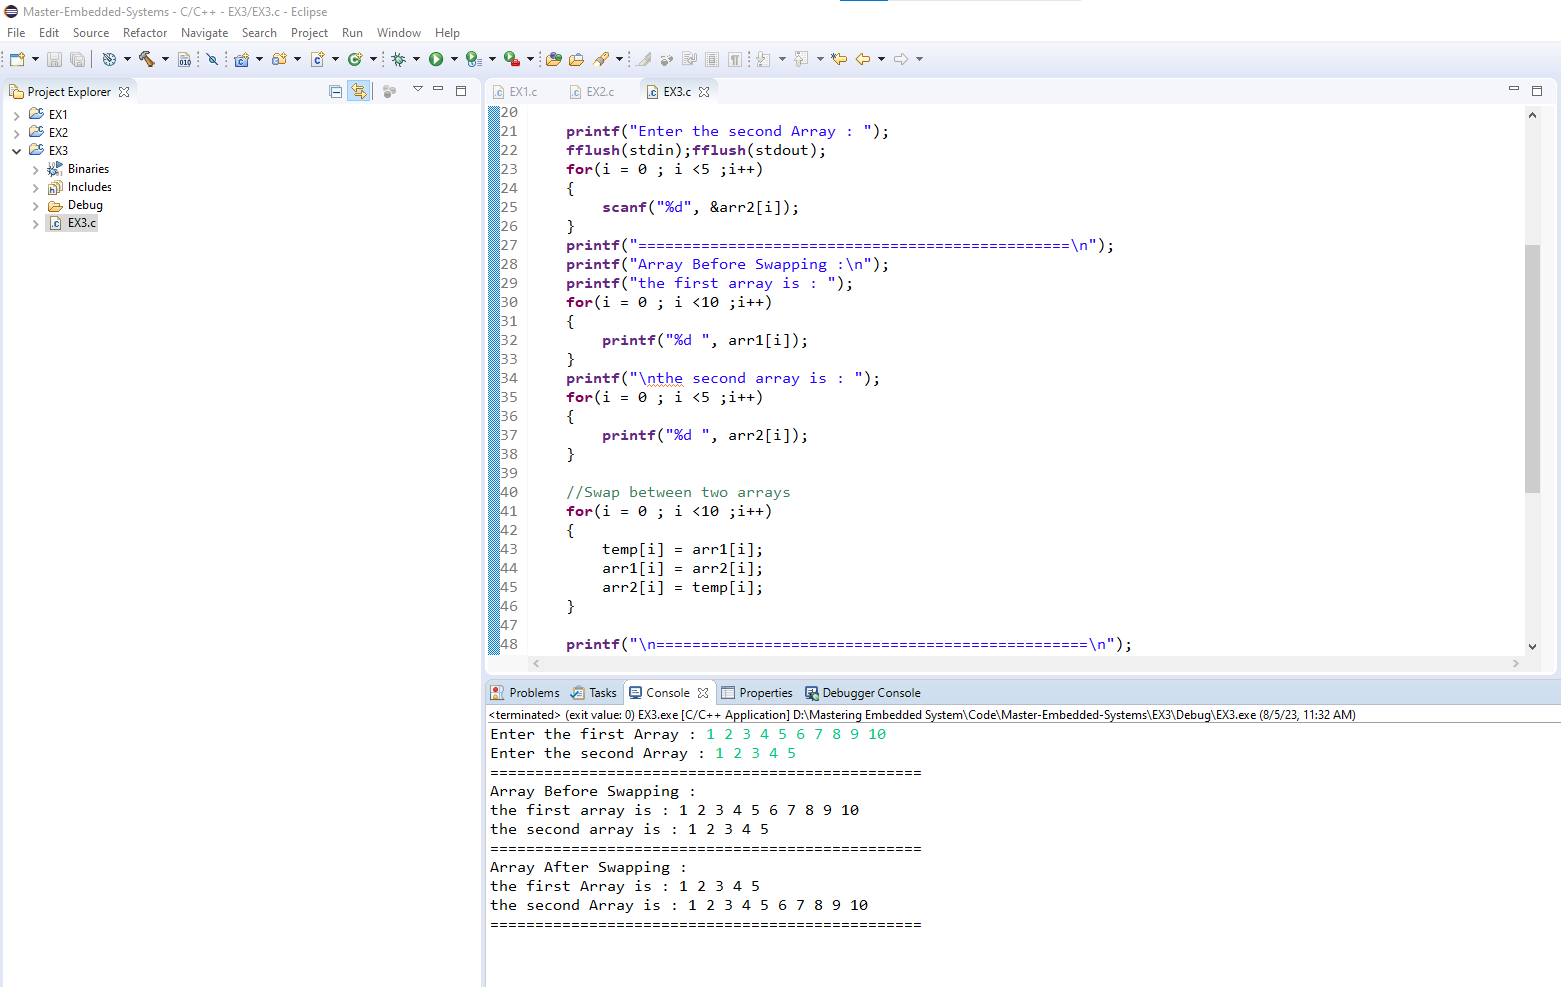 Master-Embedded-Systems - C/C++ - EX3/EX3.c - Eclipse
File Edit Source Refactor Navigate Search Project Run Window Help
Project Explorer
EX1
EX2
EX3
Binaries
Includes
Debug
EX3.c
EX1.c EX2.c EX3.c
20
21 printf("Enter the second Array : ");
22 fflush(stdin);fflush(stdout);
23 for(i = 0 ; i <5 ;i++)
24 {
25 scanf("%d", &arr2[i]);
26 }
27 printf("================================================\n");
28 printf("Array Before Swapping :\n");
29 printf("the first array is : ");
30 for(i = 0 ; i <10 ;i++)
31 {
32 printf("%d ", arr1[i]);
33 }
34 printf("\nthe second array is : ");
35 for(i = 0 ; i <5 ;i++)
36 {
37 printf("%d ", arr2[i]);
38 }
39
40 //Swap between two arrays
41 for(i = 0 ; i <10 ;i++)
42 {
43 temp[i] = arr1[i];
44 arr1[i] = arr2[i];
45 arr2[i] = temp[i];
46 }
47
48 printf("\n================================================\n");
Problems Tasks Console Properties Debugger Console
<terminated> (exit value: 0) EX3.exe [C/C++ Application] D:\Mastering Embedded System\Code\Master-Embedded-Systems\EX3\Debug\EX3.exe (8/5/23, 11:32 AM)
Enter the first Array : 1 2 3 4 5 6 7 8 9 10
Enter the second Array : 1 2 3 4 5
================================================
Array Before Swapping :
the first array is : 1 2 3 4 5 6 7 8 9 10
the second array is : 1 2 3 4 5
================================================
Array After Swapping :
the first Array is : 1 2 3 4 5
the second Array is : 1 2 3 4 5 6 7 8 9 10
================================================